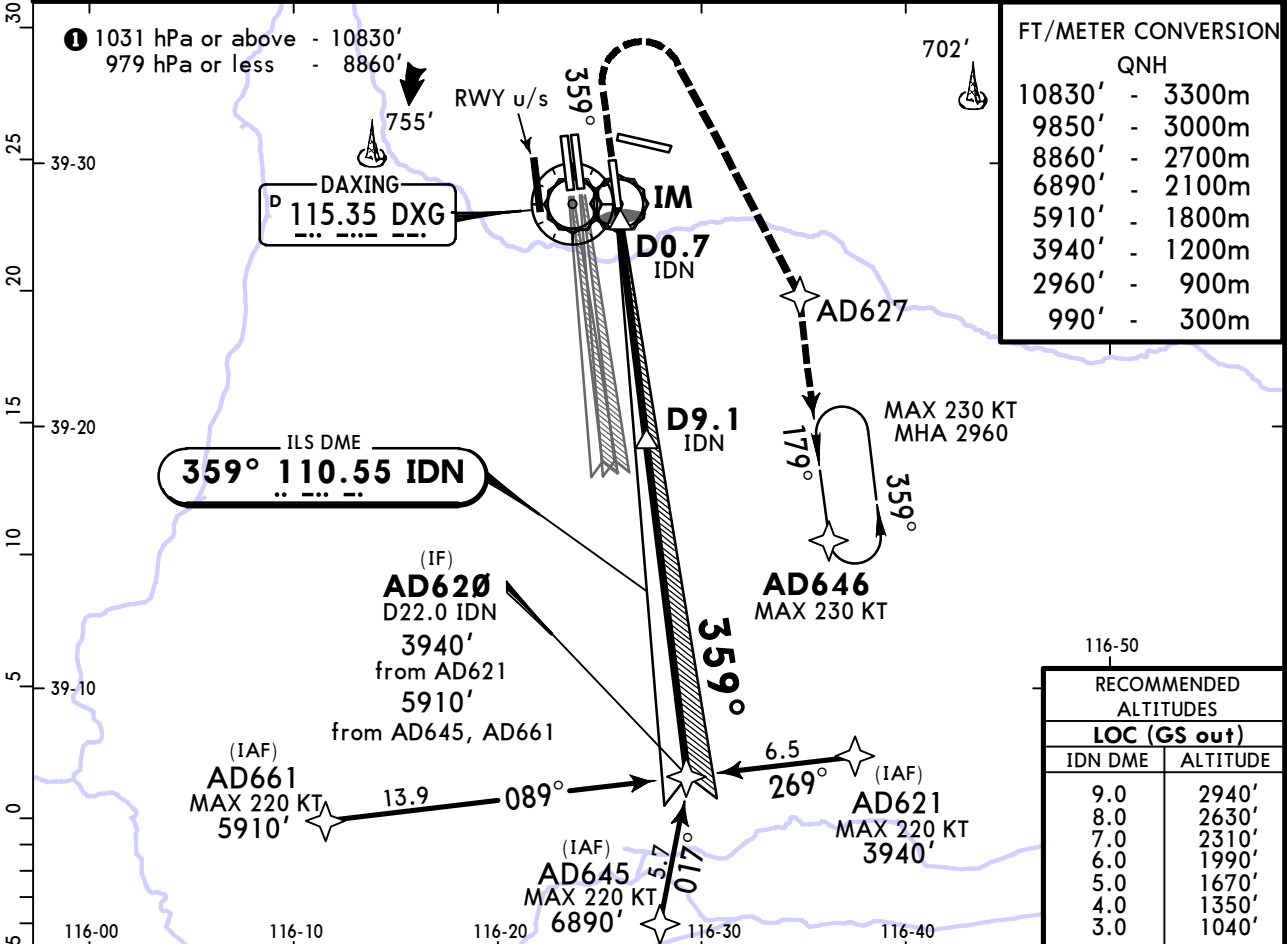 ❶ 1031 hPa or above - 10830'
979 hPa or less - 8860'
755'
RWY u/s
359°
702'
FT/METER CONVERSION
QNH
10830' - 3300m
9850' - 3000m
8860' - 2700m
6890' - 2100m
5910' - 1800m
3940' - 1200m
2960' - 900m
990' - 300m
30
25
20
15
10
5
0
5
39-30
39-20
39-10
DAXING
D 115.35 DXG
IM
D0.7
IDN
AD627
D9.1
IDN
MAX 230 KT
MHA 2960
179°
359°
AD646
MAX 230 KT
ILS DME
359° 110.55 IDN
(IF)
AD62Ø
D22.0 IDN
3940'
from AD621
5910'
from AD645, AD661
359°
(IAF)
AD661
MAX 220 KT
5910'
13.9
089°
6.5
269°
(IAF)
AD621
MAX 220 KT
3940'
(IAF)
AD645
MAX 220 KT
6890'
5.7
017°
116-50
RECOMMENDED
ALTITUDES
LOC (GS out)
IDN DME ALTITUDE
9.0 2940'
8.0 2630'
7.0 2310'
6.0 1990'
5.0 1670'
4.0 1350'
3.0 1040'
116-00
116-10
116-20
116-30
116-40